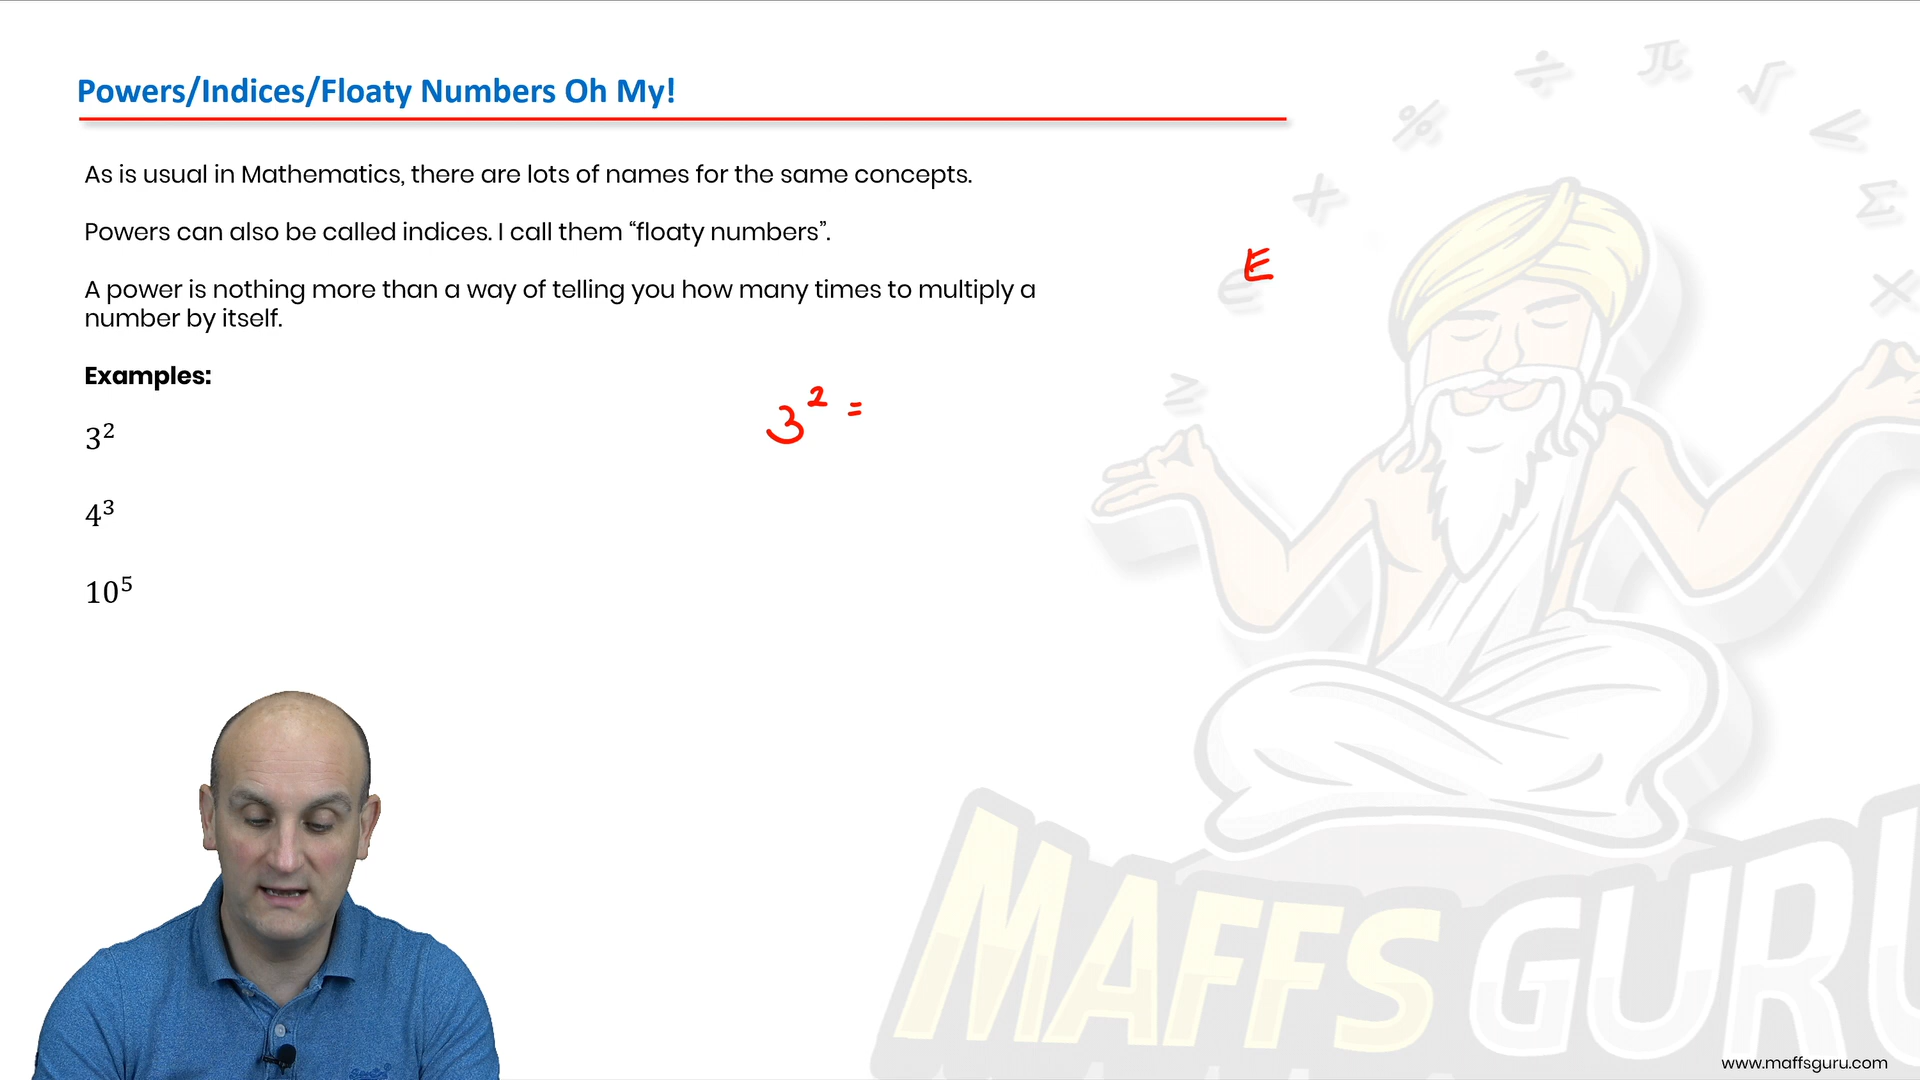 Powers/Indices/Floaty Numbers Oh My!
As is usual in Mathematics, there are lots of names for the same concepts.
Powers can also be called indices. I call them “floaty numbers”.
A power is nothing more than a way of telling you how many times to multiply a
number by itself.
E
Examples:
3² =
3²
4³
10⁵
% ÷ π √ < + Σ € × ≥
MAFFS GURU
www.maffsguru.com